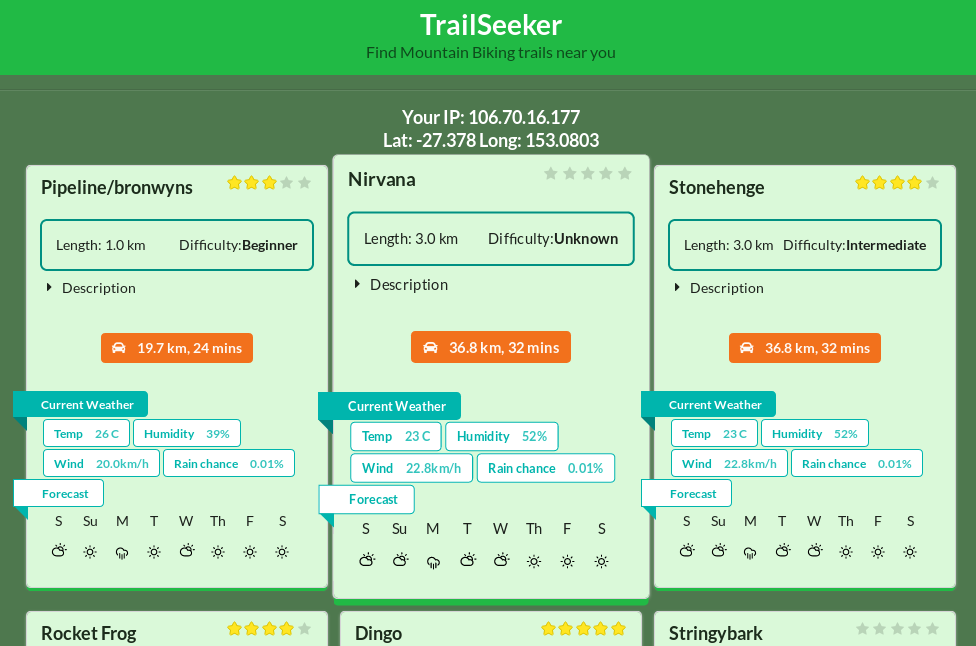 TrailSeeker
Find Mountain Biking trails near you
Your IP: 106.70.16.177
Lat: -27.378 Long: 153.0803
Pipeline/bronwyns
Length: 1.0 km Difficulty:Beginner
Description
19.7 km, 24 mins
Current Weather
Temp 26 C Humidity 39%
Wind 20.0km/h Rain chance 0.01%
Forecast
S Su M T W Th F S
Nirvana
Length: 3.0 km Difficulty:Unknown
Description
36.8 km, 32 mins
Current Weather
Temp 23 C Humidity 52%
Wind 22.8km/h Rain chance 0.01%
Forecast
S Su M T W Th F S
Stonehenge
Length: 3.0 km Difficulty:Intermediate
Description
36.8 km, 32 mins
Current Weather
Temp 23 C Humidity 52%
Wind 22.8km/h Rain chance 0.01%
Forecast
S Su M T W Th F S
Rocket Frog
Dingo
Stringybark